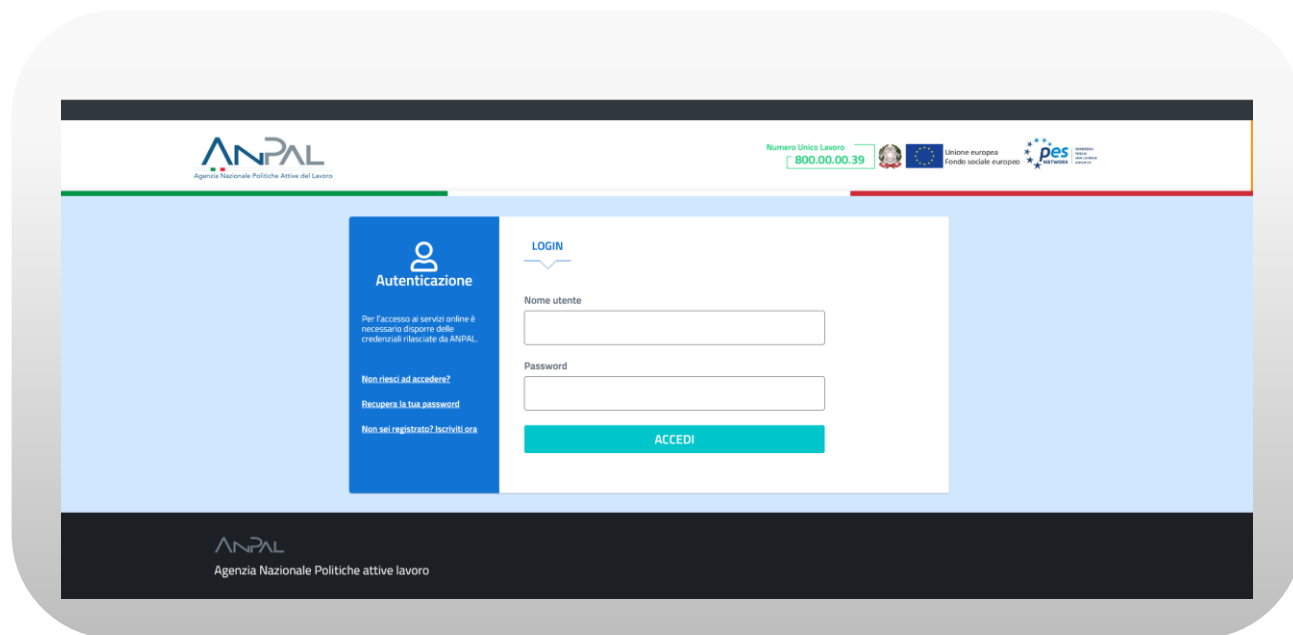 ANPAL
Agenzia Nazionale Politiche Attive del Lavoro
Numero Unico Lavoro
800.00.00.39
Unione europea
Fondo sociale europeo
pes
NETWORK
Autenticazione
Per l'accesso ai servizi online è
necessario disporre delle
credenziali rilasciate da ANPAL.
Non riesci ad accedere?
Recupera la tua password
Non sei registrato? Iscriviti ora
LOGIN
Nome utente
Password
ACCEDI
ANPAL
Agenzia Nazionale Politiche attive lavoro